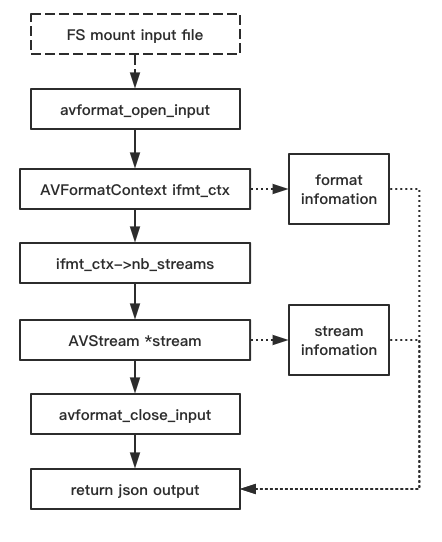 FS mount input file
avformat_open_input
AVFormatContext ifmt_ctx
format
infomation
ifmt_ctx->nb_streams
AVStream *stream
stream
infomation
avformat_close_input
return json output